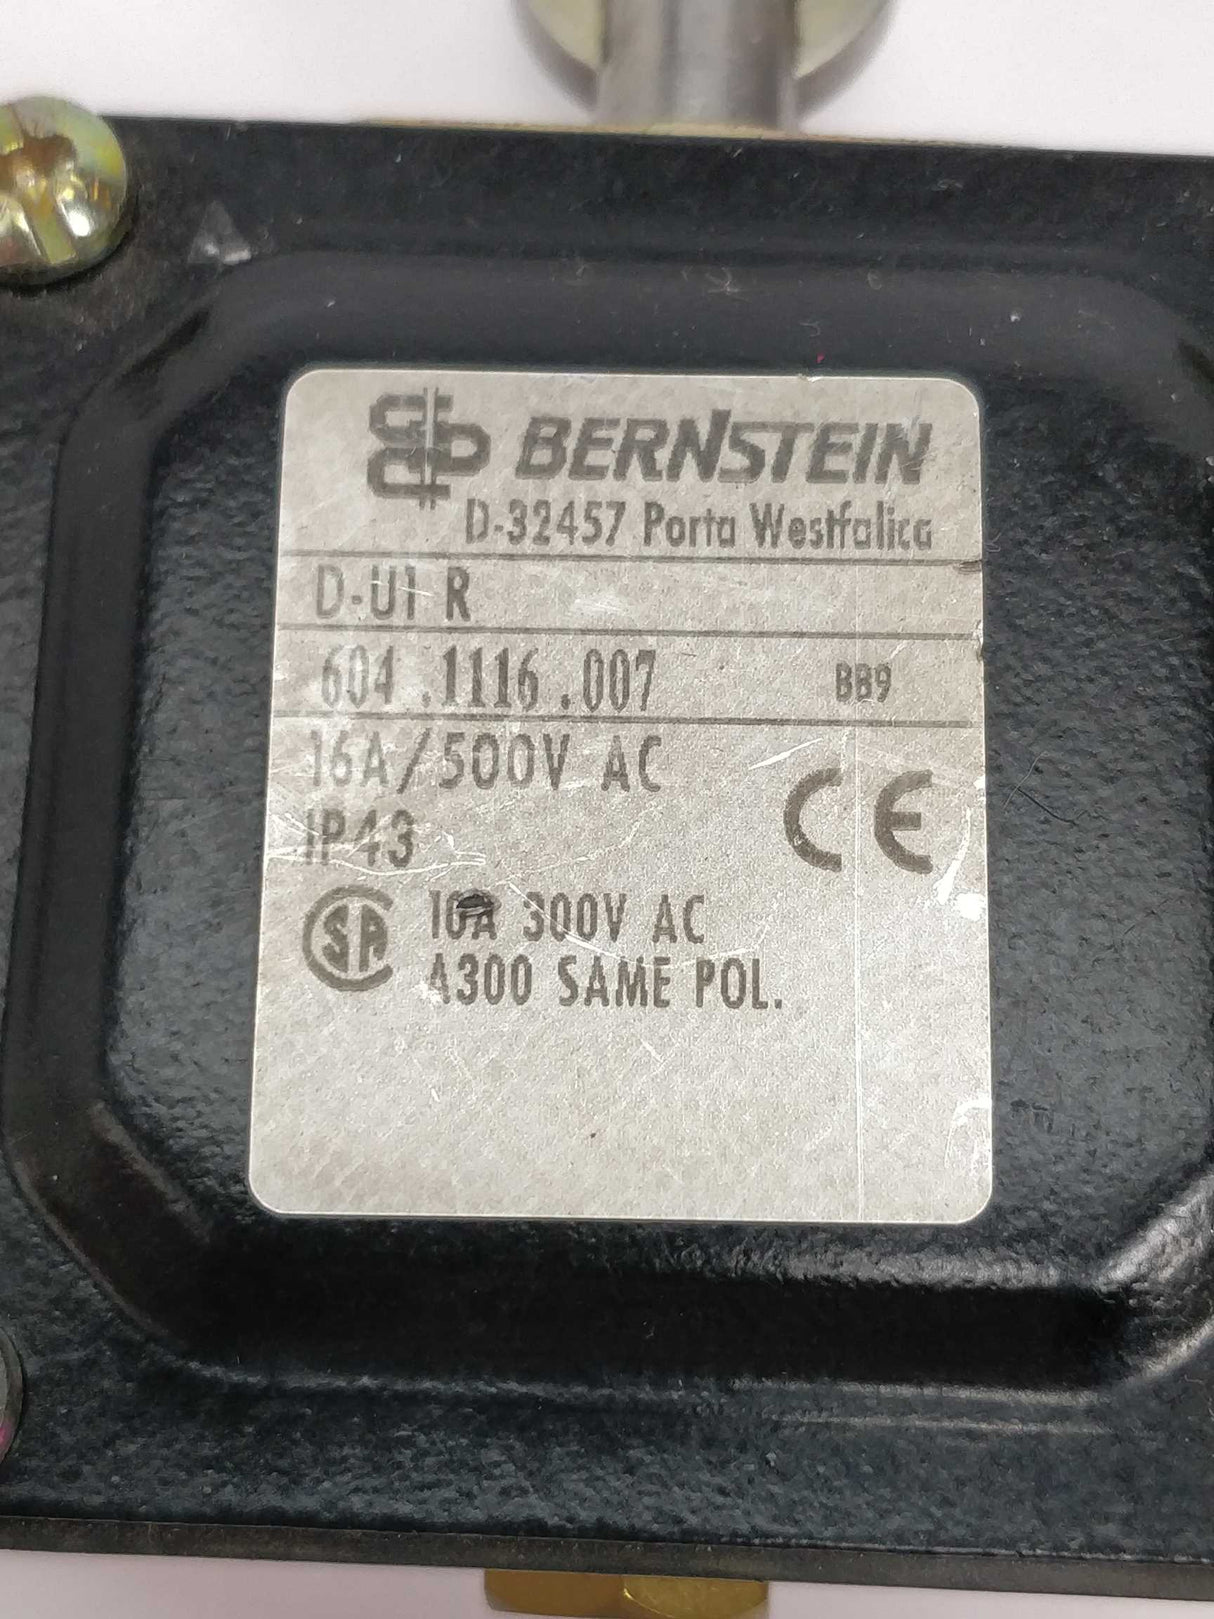 BERNSTEIN
D-32457 Porta Westfalica
D-U1 R
604.1116.007 BB9
16A/500V AC
IP43
CE
SA 10A 300V AC
A300 SAME POL.